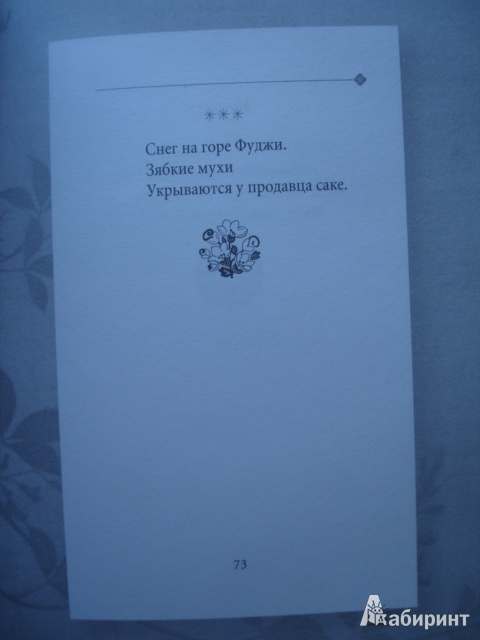 ***
Снег на горе Фуджи.
Зябкие мухи
Укрываются у продавца саке.
73
Лабиринт